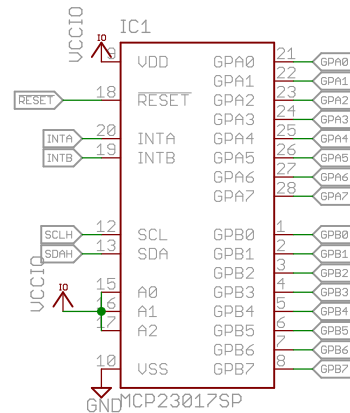 VCCIO
IO
IC1
9 VDD GPA0 21 GPA0
GPA1 22 GPA1
RESET 18 RESET GPA2 23 GPA2
GPA3 24 GPA3
INTA 20 INTA GPA4 25 GPA4
INTB 19 INTB GPA5 26 GPA5
GPA6 27 GPA6
GPA7 28 GPA7
SCLH 12 SCL GPB0 1 GPB0
SDAH 13 SDA GPB1 2 GPB1
GPB2 3 GPB2
VCCIO
IO
15 A0 GPB3 4 GPB3
16 A1 GPB4 5 GPB4
17 A2 GPB5 6 GPB5
GPB6 7 GPB6
10 VSS GPB7 8 GPB7
GND
MCP23017SP